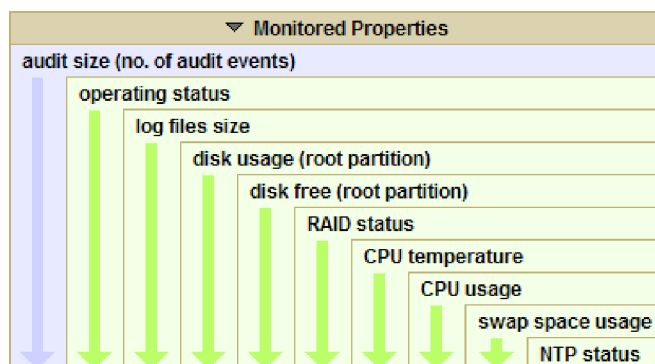 Monitored Properties
audit size (no. of audit events)
operating status
log files size
disk usage (root partition)
disk free (root partition)
RAID status
CPU temperature
CPU usage
swap space usage
NTP status